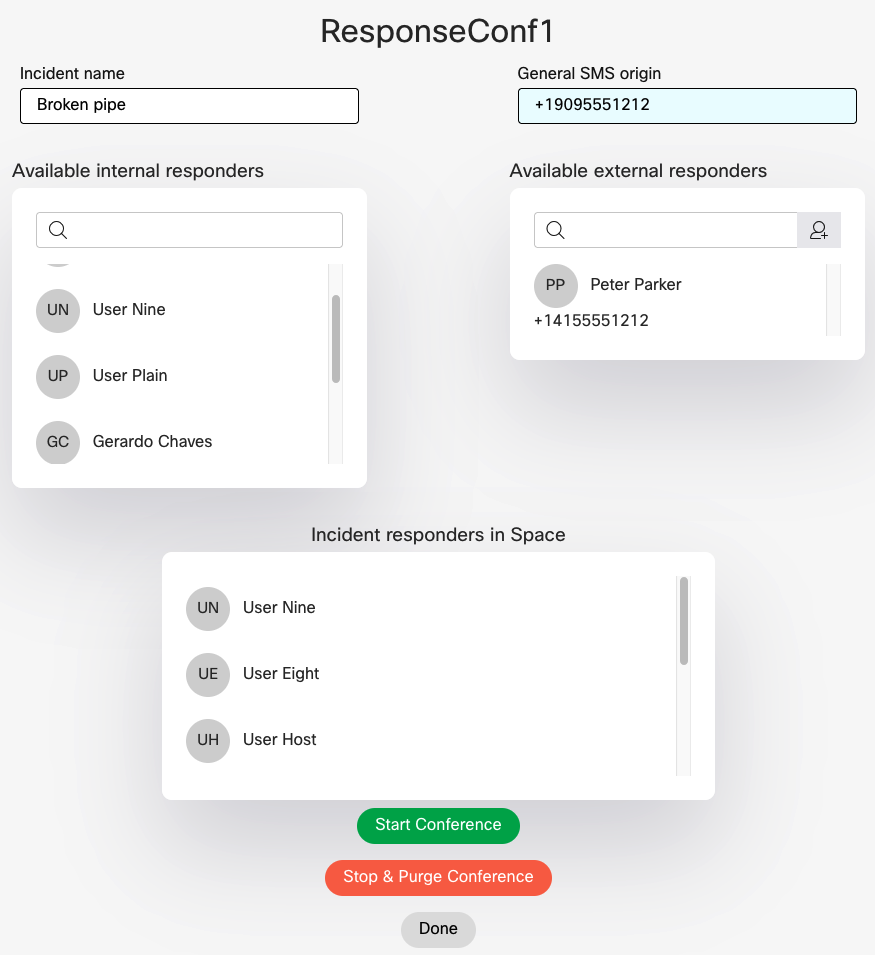 ResponseConf1
Incident name
General SMS origin
Broken pipe
+19095551212
Available internal responders
Available external responders
UN User Nine
UP User Plain
GC Gerardo Chaves
PP Peter Parker
+14155551212
Incident responders in Space
UN User Nine
UE User Eight
UH User Host
Start Conference
Stop & Purge Conference
Done